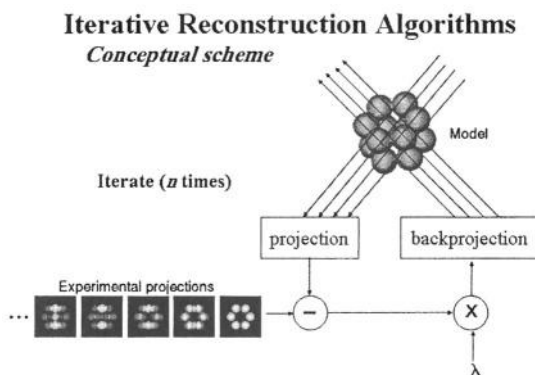 Iterative Reconstruction Algorithms
Conceptual scheme
Model
Iterate (n times)
projection
backprojection
Experimental projections
...
−
X
λ